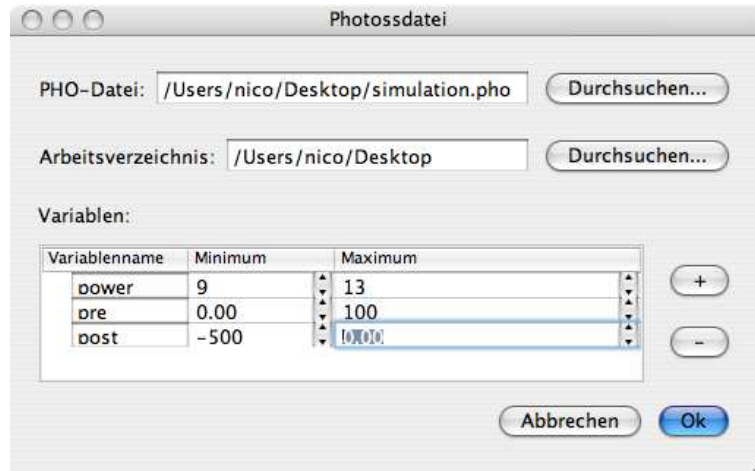 Photossdatei
PHO-Datei: /Users/nico/Desktop/simulation.pho Durchsuchen...
Arbeitsverzeichnis: /Users/nico/Desktop Durchsuchen...
Variablen:
Variablenname Minimum Maximum
power 9 13
pre 0.00 100
post -500 0.00
+
-
Abbrechen Ok